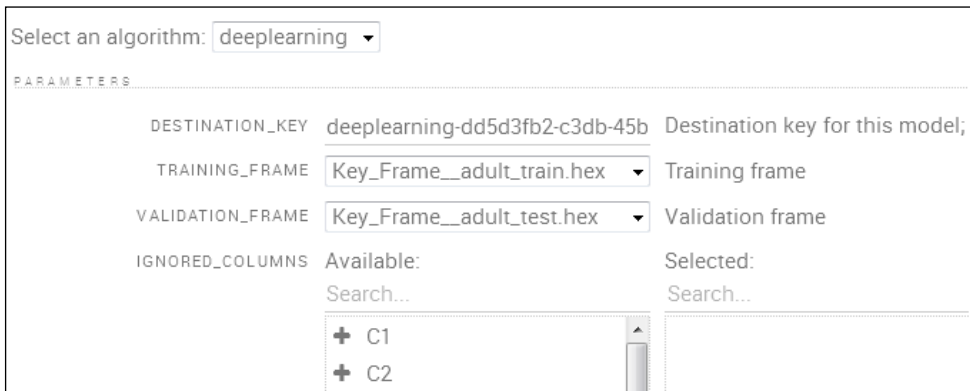 Select an algorithm: deeplearning
PARAMETERS
DESTINATION_KEY deeplearning-dd5d3fb2-c3db-45b Destination key for this model;
TRAINING_FRAME Key_Frame__adult_train.hex Training frame
VALIDATION_FRAME Key_Frame__adult_test.hex Validation frame
IGNORED_COLUMNS Available: Selected:
Search... Search...
+ C1
+ C2